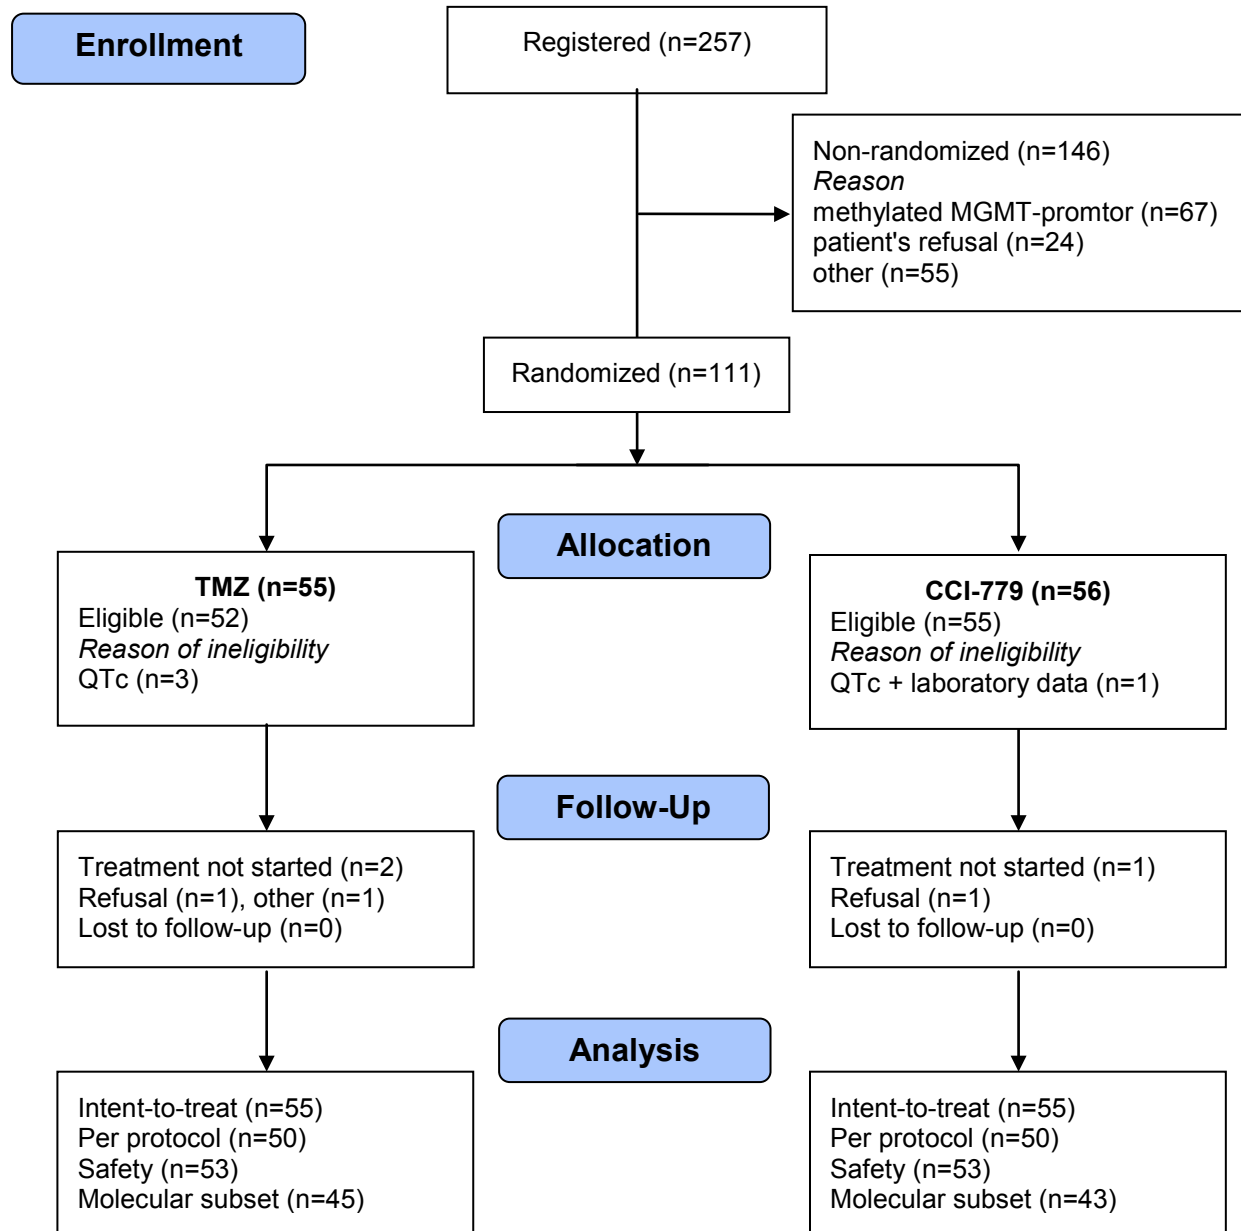 Enrollment
Registered (n=257)
Non-randomized (n=146)
Reason
methylated MGMT-promtor (n=67)
patient's refusal (n=24)
other (n=55)
Randomized (n=111)
Allocation
TMZ (n=55)
Eligible (n=52)
Reason of ineligibility
QTc (n=3)
CCI-779 (n=56)
Eligible (n=55)
Reason of ineligibility
QTc + laboratory data (n=1)
Follow-Up
Treatment not started (n=2)
Refusal (n=1), other (n=1)
Lost to follow-up (n=0)
Treatment not started (n=1)
Refusal (n=1)
Lost to follow-up (n=0)
Analysis
Intent-to-treat (n=55)
Per protocol (n=50)
Safety (n=53)
Molecular subset (n=45)
Intent-to-treat (n=55)
Per protocol (n=50)
Safety (n=53)
Molecular subset (n=43)